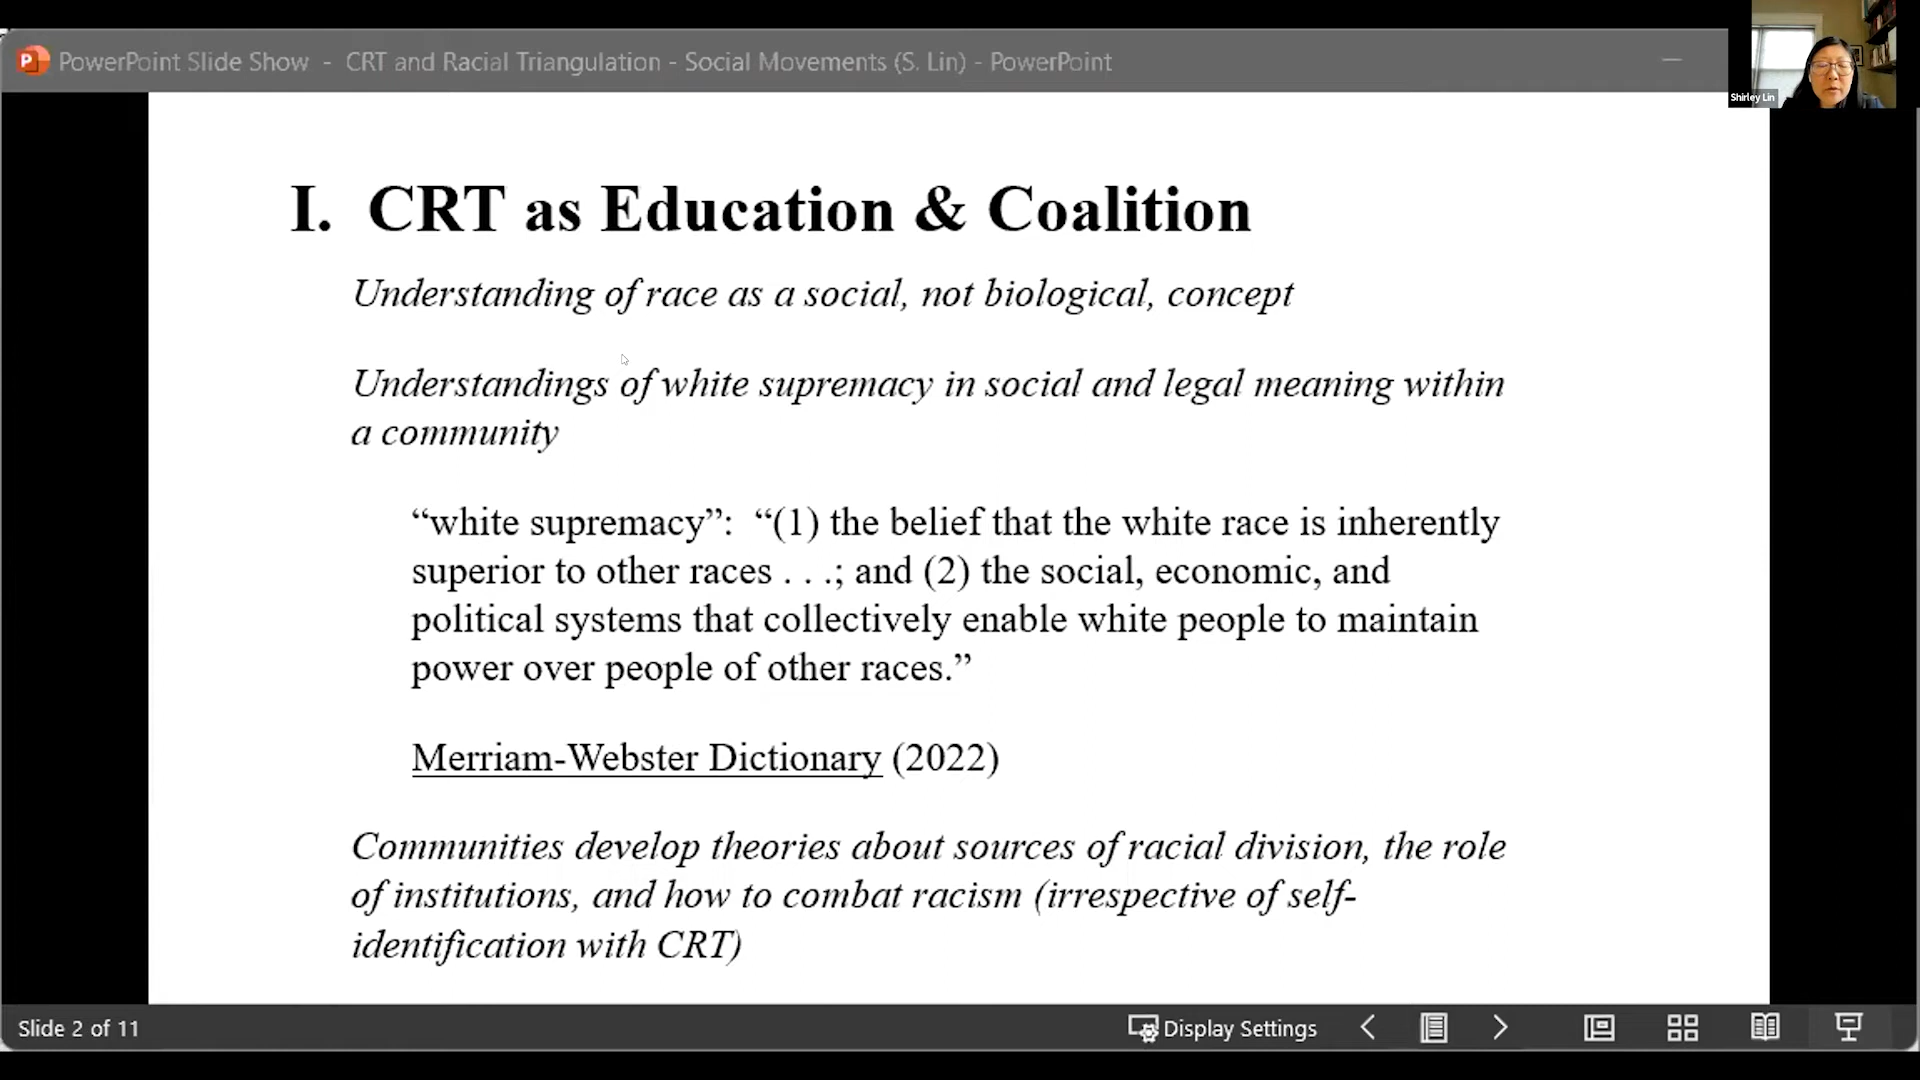 PowerPoint Slide Show - CRT and Racial Triangulation - Social Movements (S. Lin) - PowerPoint
Shirley Lin
I. CRT as Education & Coalition
Understanding of race as a social, not biological, concept
Understandings of white supremacy in social and legal meaning within
a community
“white supremacy”: “(1) the belief that the white race is inherently
superior to other races . . .; and (2) the social, economic, and
political systems that collectively enable white people to maintain
power over people of other races.”
Merriam-Webster Dictionary (2022)
Communities develop theories about sources of racial division, the role
of institutions, and how to combat racism (irrespective of self-
identification with CRT)
Slide 2 of 11
Display Settings